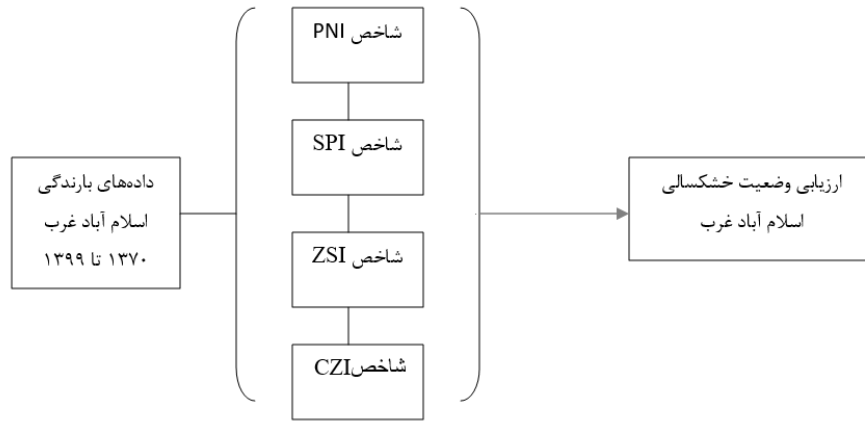 داده‌های بارندگی
اسلام آباد غرب
۱۳۷۰ تا ۱۳۹۹
شاخص PNI
شاخص SPI
شاخص ZSI
شاخصCZI
ارزیابی وضعیت خشکسالی
اسلام آباد غرب